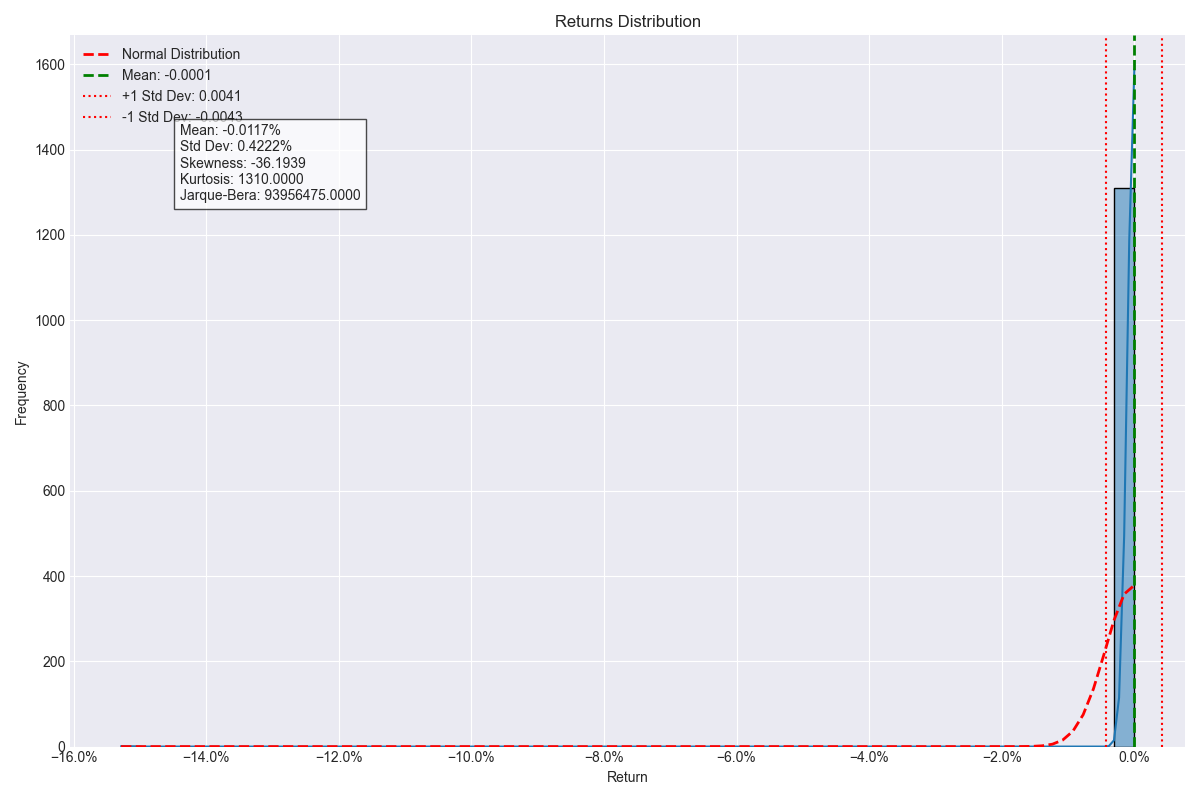 Returns Distribution
Normal Distribution
Mean: -0.0001
+1 Std Dev: 0.0041
-1 Std Dev: -0.0043
Mean: -0.0117%
Std Dev: 0.4222%
Skewness: -36.1939
Kurtosis: 1310.0000
Jarque-Bera: 93956475.0000
1600
1400
1200
1000
800
600
400
200
0
Frequency
−16.0% −14.0% −12.0% −10.0% −8.0% −6.0% −4.0% −2.0% 0.0%
Return